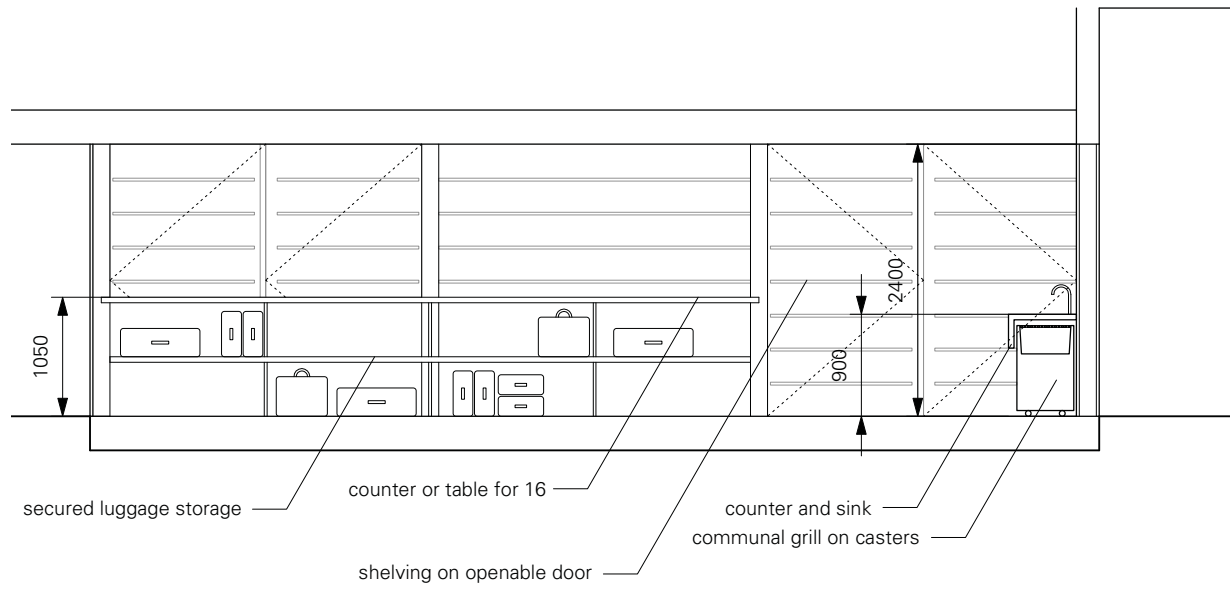 2400
1050
900
secured luggage storage
counter or table for 16
counter and sink
communal grill on casters
shelving on openable door